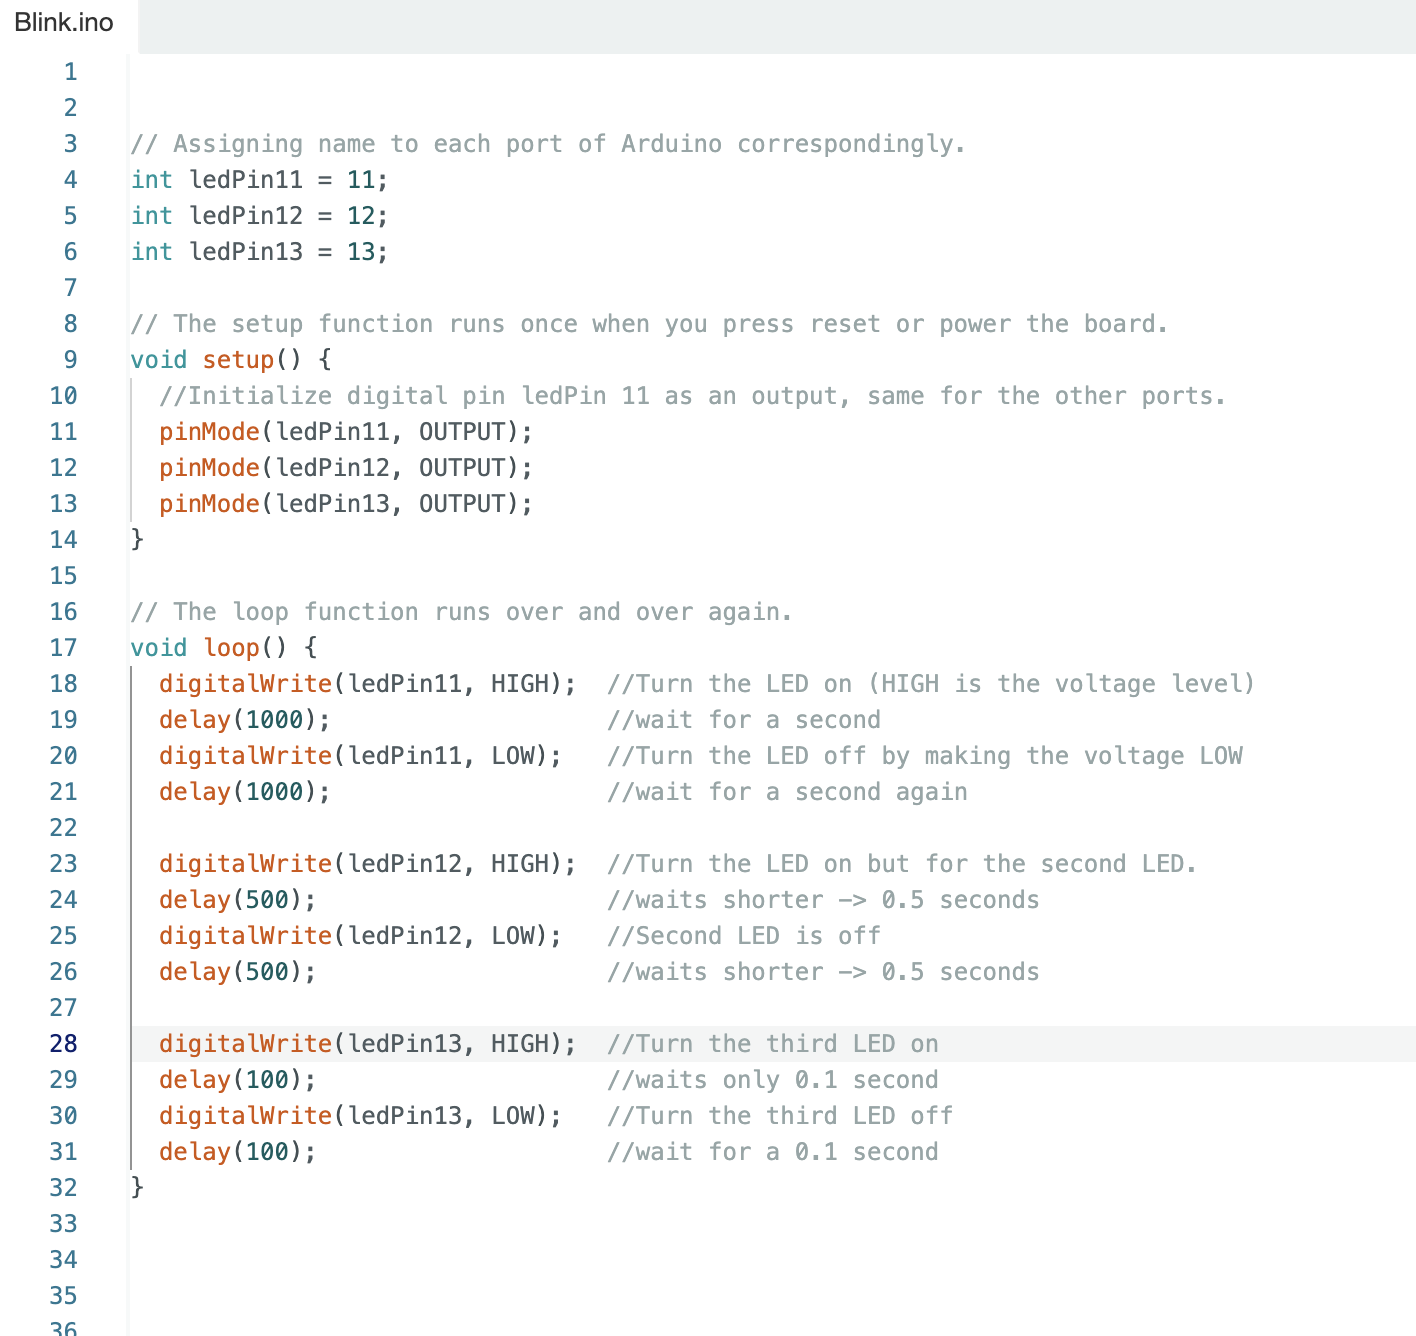 Blink.ino
1
2
3 // Assigning name to each port of Arduino correspondingly.
4 int ledPin11 = 11;
5 int ledPin12 = 12;
6 int ledPin13 = 13;
7
8 // The setup function runs once when you press reset or power the board.
9 void setup() {
10   //Initialize digital pin ledPin 11 as an output, same for the other ports.
11   pinMode(ledPin11, OUTPUT);
12   pinMode(ledPin12, OUTPUT);
13   pinMode(ledPin13, OUTPUT);
14 }
15
16 // The loop function runs over and over again.
17 void loop() {
18   digitalWrite(ledPin11, HIGH);  //Turn the LED on (HIGH is the voltage level)
19   delay(1000);                   //wait for a second
20   digitalWrite(ledPin11, LOW);   //Turn the LED off by making the voltage LOW
21   delay(1000);                   //wait for a second again
22
23   digitalWrite(ledPin12, HIGH);  //Turn the LED on but for the second LED.
24   delay(500);                    //waits shorter -> 0.5 seconds
25   digitalWrite(ledPin12, LOW);   //Second LED is off
26   delay(500);                    //waits shorter -> 0.5 seconds
27
28   digitalWrite(ledPin13, HIGH);  //Turn the third LED on
29   delay(100);                    //waits only 0.1 second
30   digitalWrite(ledPin13, LOW);   //Turn the third LED off
31   delay(100);                    //wait for a 0.1 second
32 }
33
34
35
36